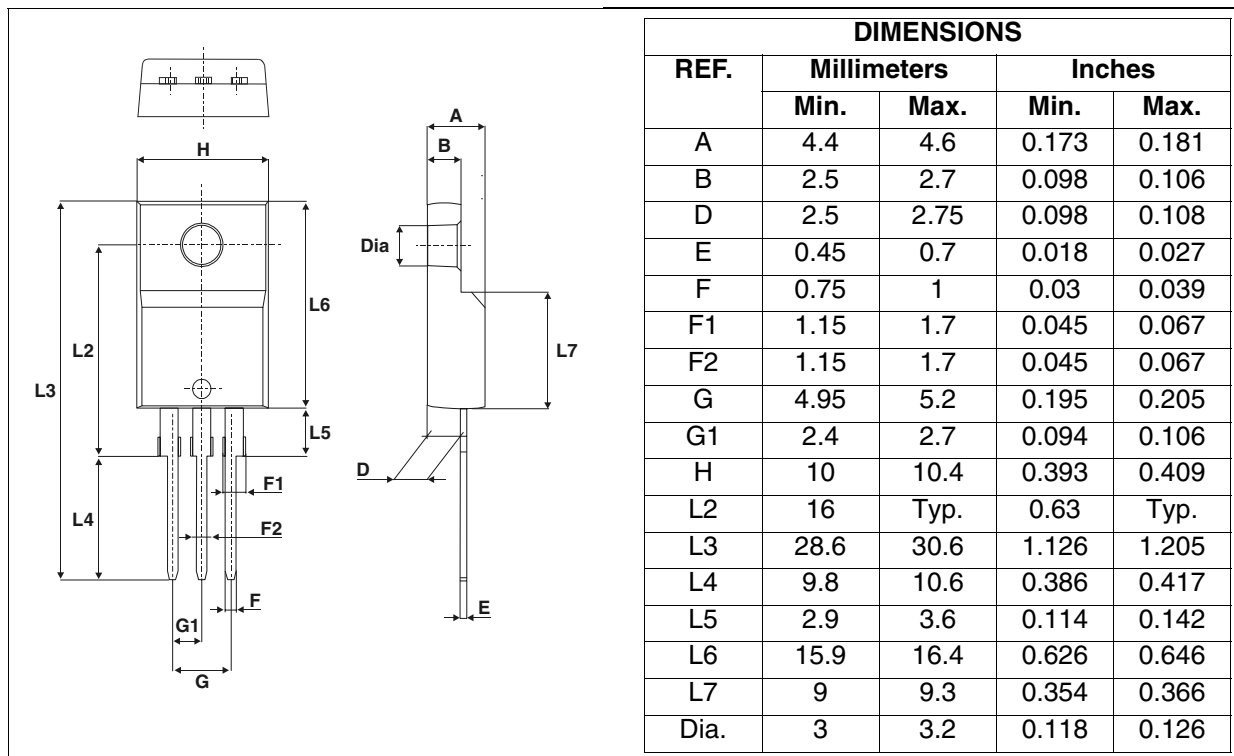 A
B
H
Dia
L6
L2
L7
L3
L5
D
F1
L4
F2
F
E
G1
G
DIMENSIONS
REF. Millimeters Inches
Min. Max. Min. Max.
A 4.4 4.6 0.173 0.181
B 2.5 2.7 0.098 0.106
D 2.5 2.75 0.098 0.108
E 0.45 0.7 0.018 0.027
F 0.75 1 0.03 0.039
F1 1.15 1.7 0.045 0.067
F2 1.15 1.7 0.045 0.067
G 4.95 5.2 0.195 0.205
G1 2.4 2.7 0.094 0.106
H 10 10.4 0.393 0.409
L2 16 Typ. 0.63 Typ.
L3 28.6 30.6 1.126 1.205
L4 9.8 10.6 0.386 0.417
L5 2.9 3.6 0.114 0.142
L6 15.9 16.4 0.626 0.646
L7 9 9.3 0.354 0.366
Dia. 3 3.2 0.118 0.126